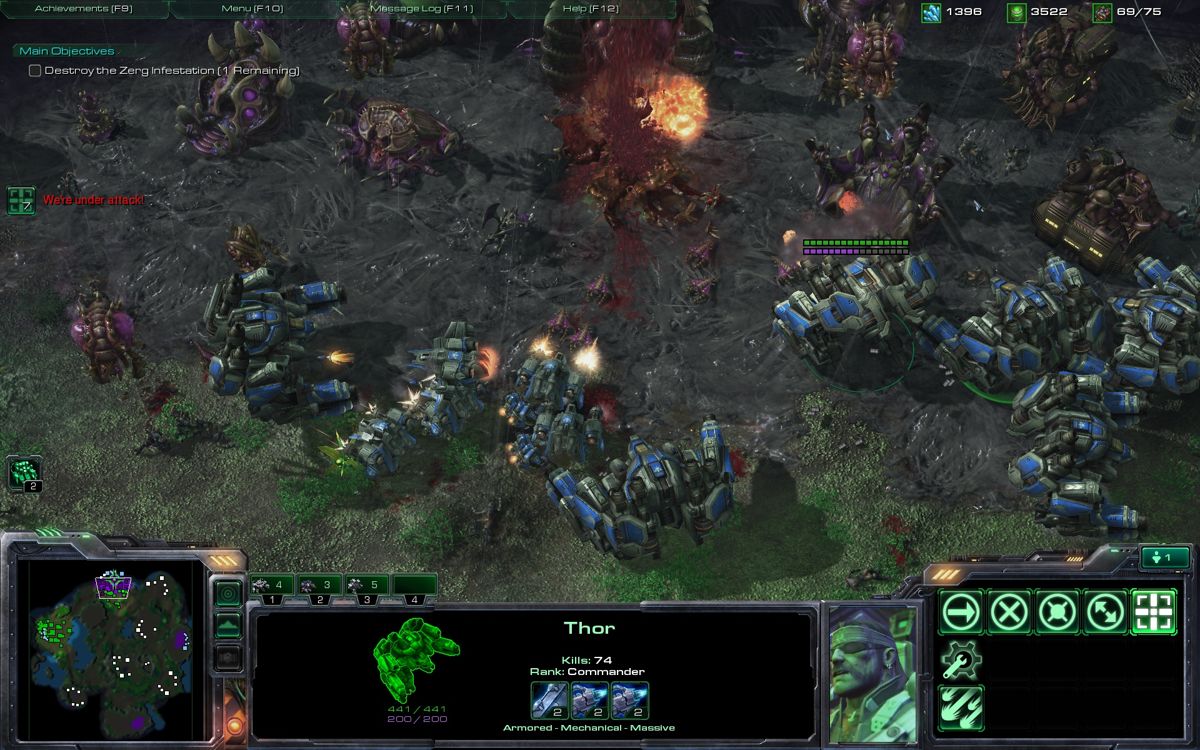 Achievements (F9) Menu (F10) Message Log (F11) Help (F12) 1396 3522 69/75
Main Objectives
Destroy the Zerg Infestation (1 Remaining)
7 We're under attack!
2
1
4 3 5
1 2 3 4
Thor
Kills: 74
Rank: Commander
441 / 441
200 / 200
2 2 2
Armored - Mechanical - Massive